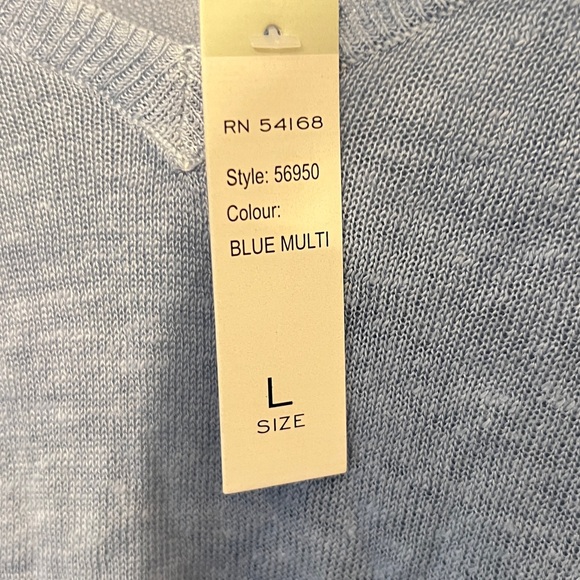 RN 54168
Style: 56950
Colour:
BLUE MULTI
L
SIZE